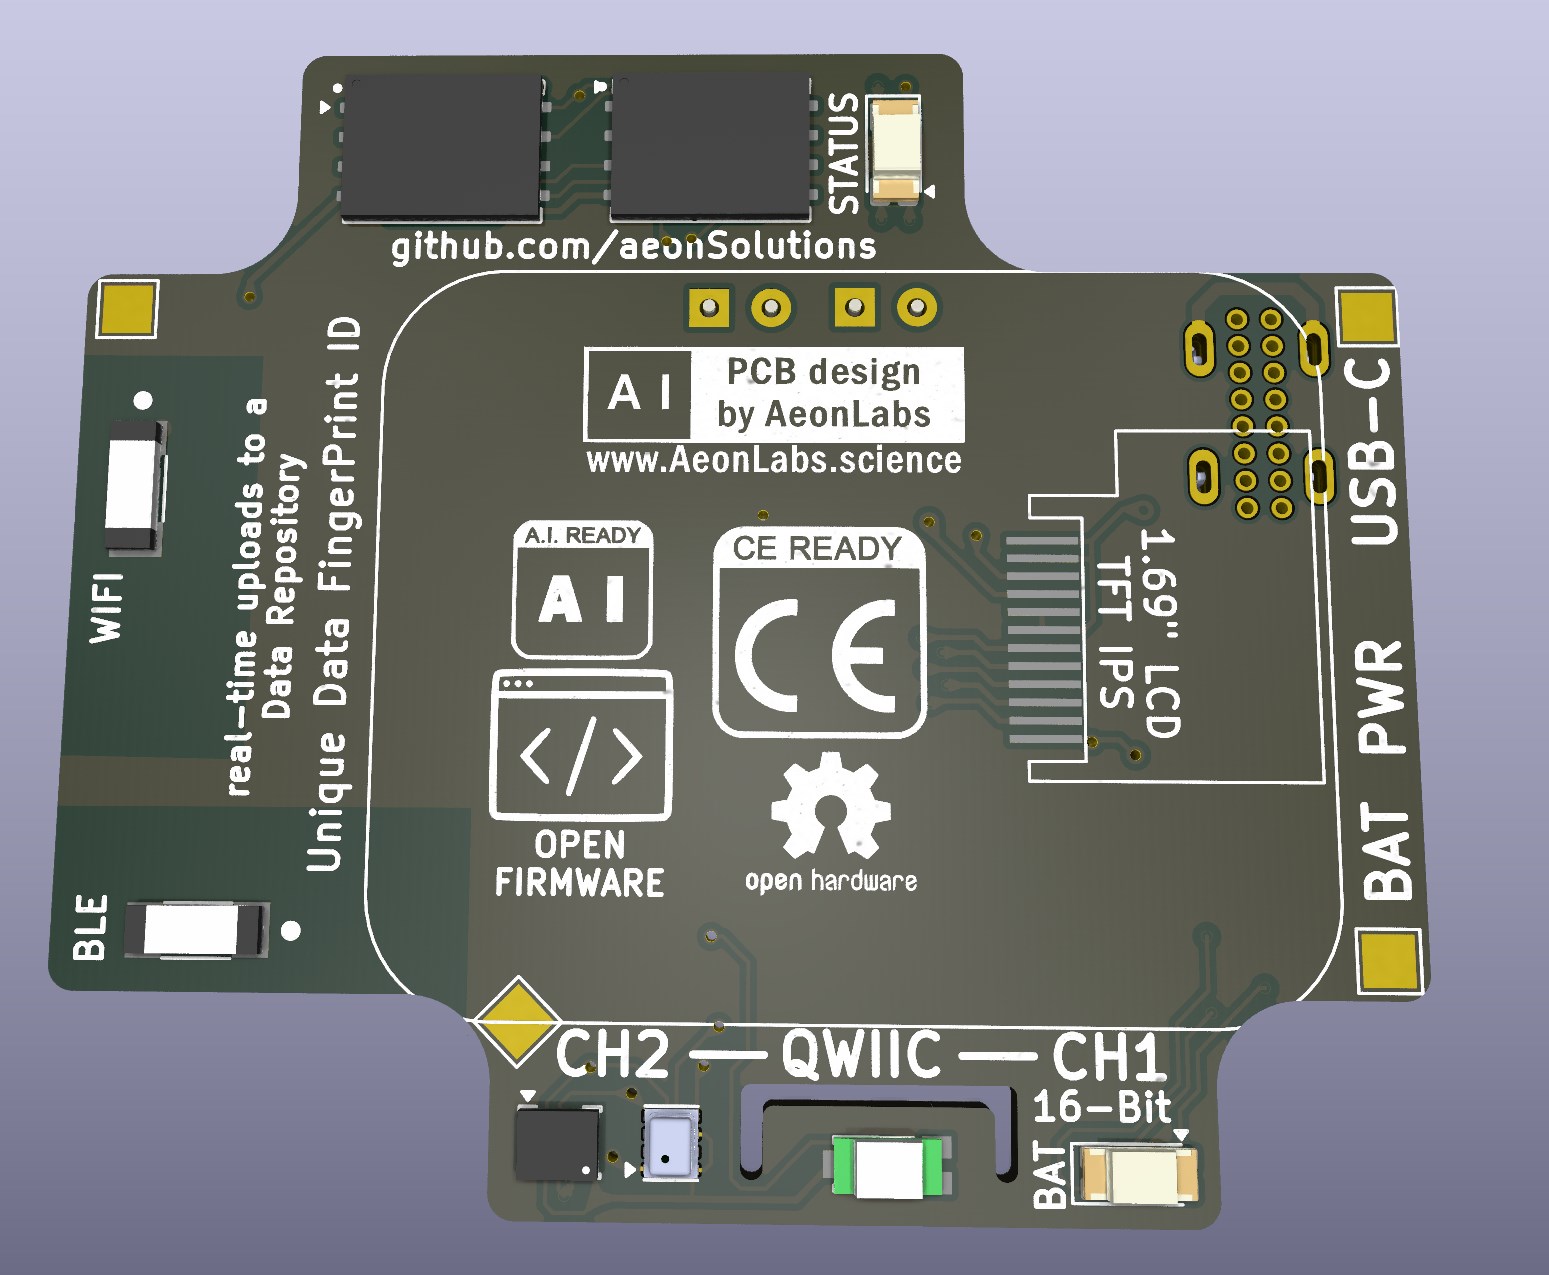 STATUS
github.com/aeonSolutions
AI
PCB design
by AeonLabs
www.AeonLabs.science
WIFI
real-time uploads to a
Data Repository
Unique Data FingerPrint ID
BLE
A.I. READY
AI
CE READY
CE
OPEN
FIRMWARE
open hardware
1.69" LCD
TFT IPS
USB-C
BAT PWR
CH2 — QWIIC — CH1
16-Bit
BAT